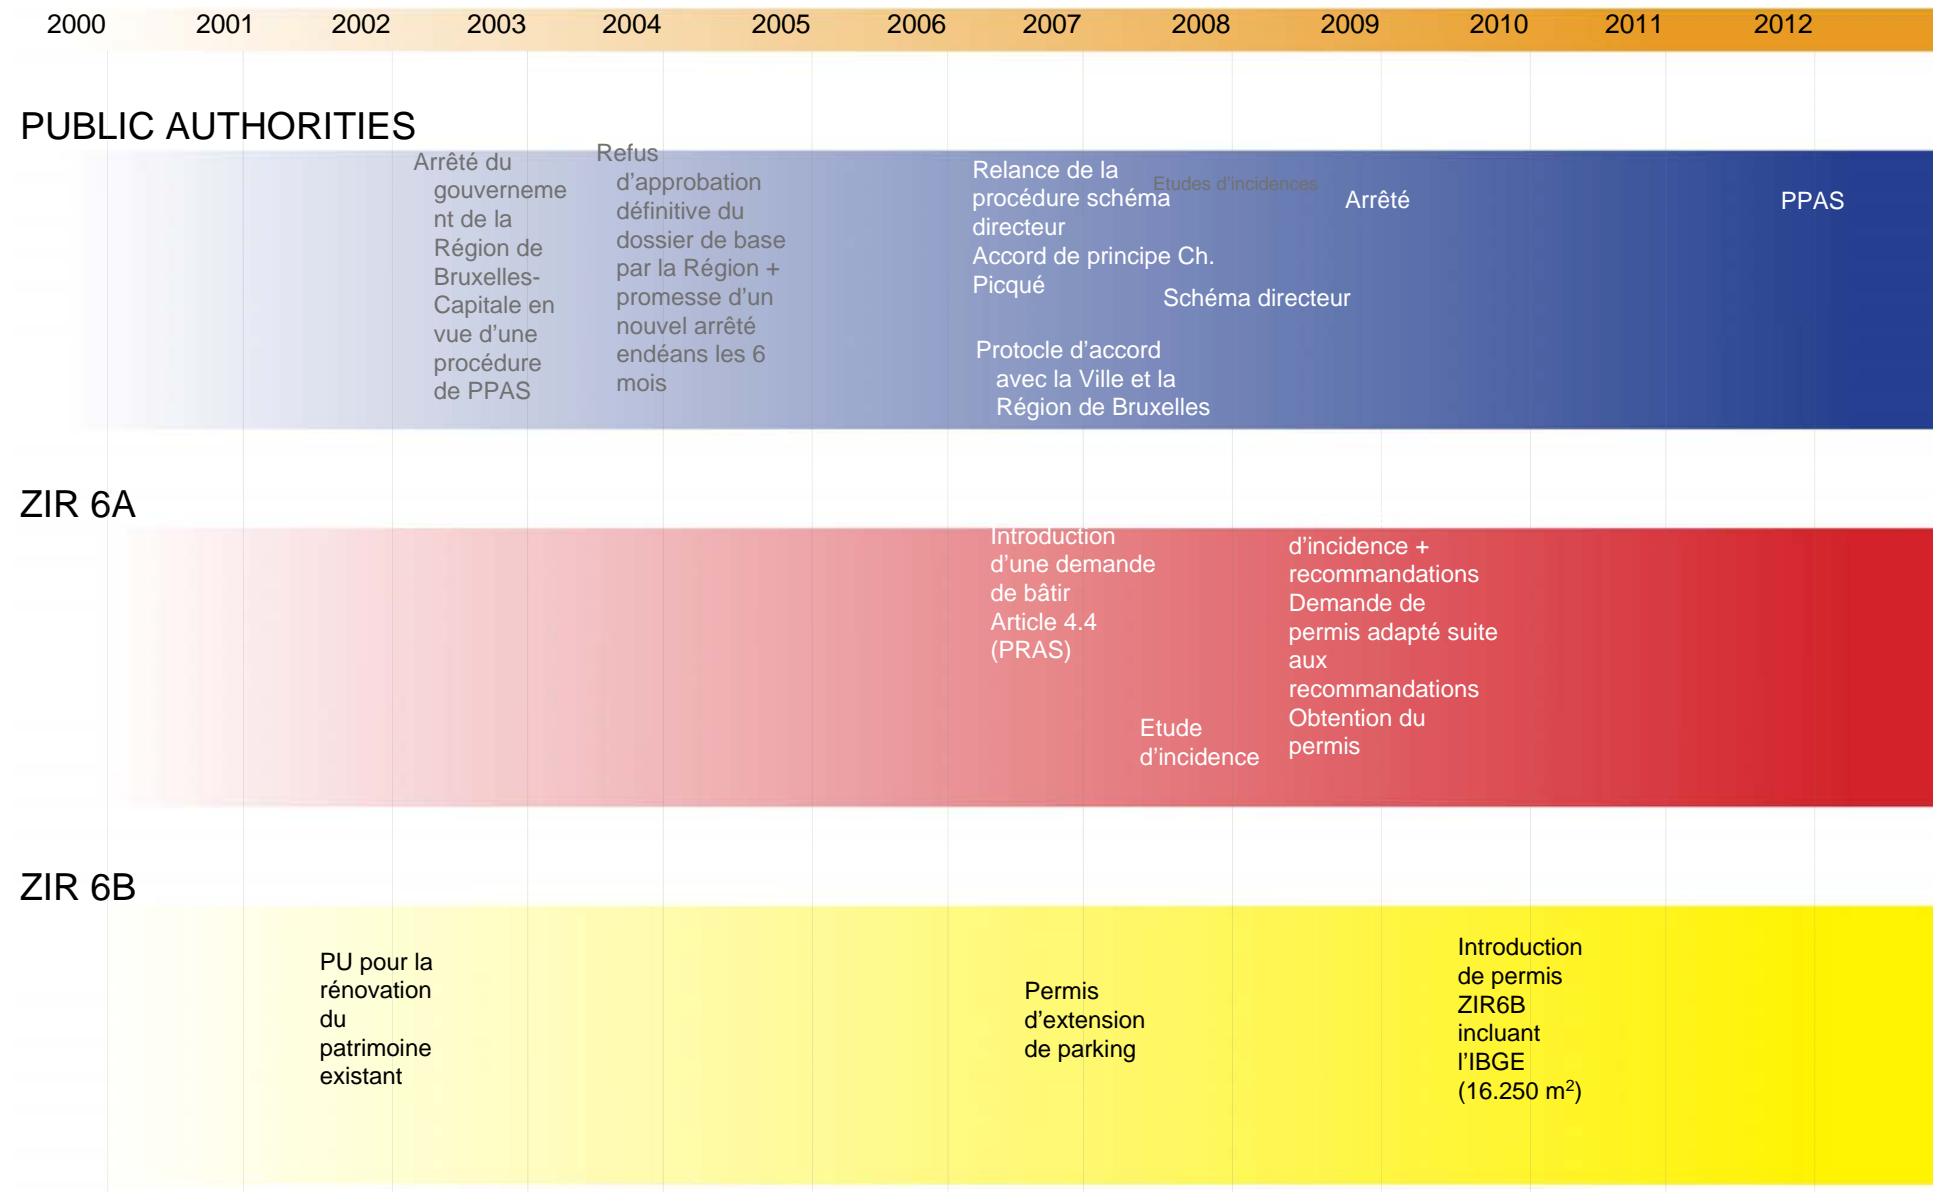 2000 2001 2002 2003 2004 2005 2006 2007 2008 2009 2010 2011 2012
PUBLIC AUTHORITIES
Arrêté du
gouverneme
nt de la
Région de
Bruxelles-
Capitale en
vue d’une
procédure
de PPAS
Refus
d’approbation
définitive du
dossier de base
par la Région +
promesse d’un
nouvel arrêté
endéans les 6
mois
Relance de la
procédure schéma
directeur
Accord de principe Ch.
Picqué
Protocle d’accord
avec la Ville et la
Région de Bruxelles
Etudes d’incidences
Schéma directeur
Arrêté
PPAS
ZIR 6A
Introduction
d’une demande
de bâtir
Article 4.4
(PRAS)
Etude
d’incidence
d’incidence +
recommandations
Demande de
permis adapté suite
aux
recommandations
Obtention du
permis
ZIR 6B
PU pour la
rénovation
du
patrimoine
existant
Permis
d’extension
de parking
Introduction
de permis
ZIR6B
incluant
l’IBGE
(16.250 m²)